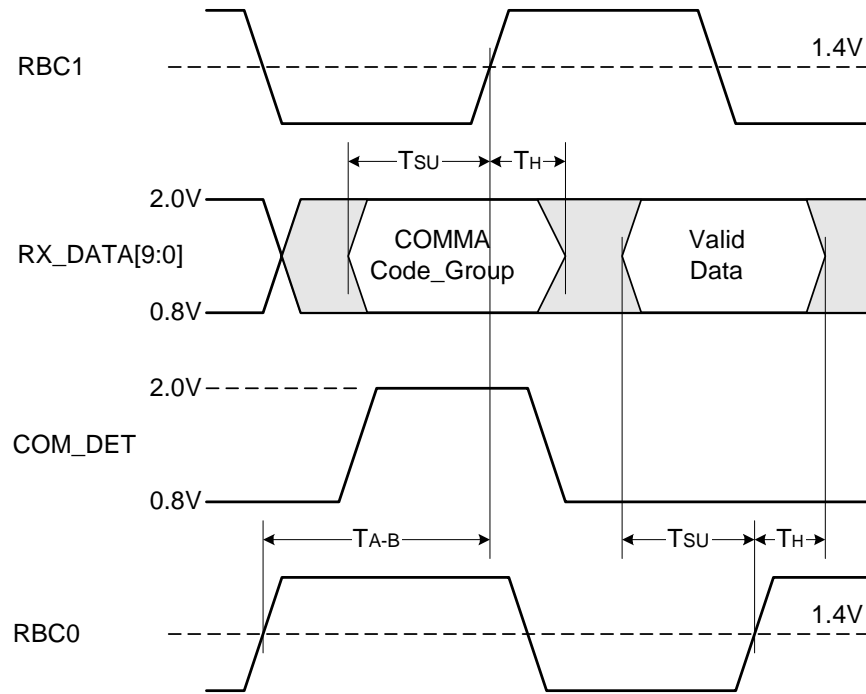 RBC1
1.4V
TSU
TH
2.0V
RX_DATA[9:0]
COMMA
Code_Group
Valid
Data
0.8V
2.0V
COM_DET
0.8V
TA-B
TSU
TH
RBC0
1.4V